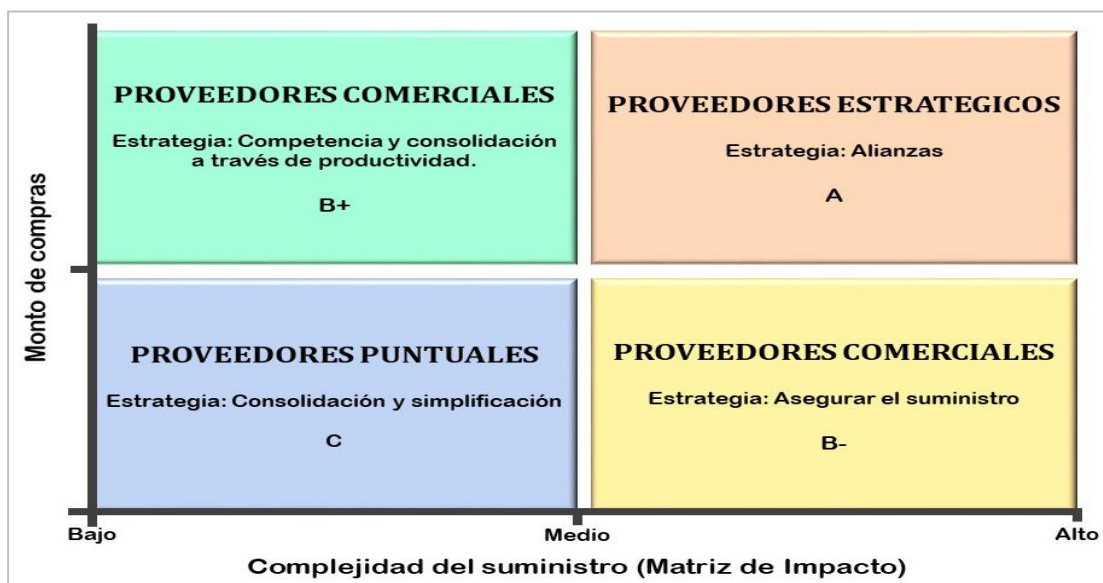 PROVEEDORES COMERCIALES
Estrategia: Competencia y consolidación
a través de productividad.
B+
PROVEEDORES ESTRATEGICOS
Estrategia: Alianzas
A
Monto de compras
PROVEEDORES PUNTUALES
Estrategia: Consolidación y simplificación
C
PROVEEDORES COMERCIALES
Estrategia: Asegurar el suministro
B-
Bajo
Medio
Alto
Complejidad del suministro (Matriz de Impacto)